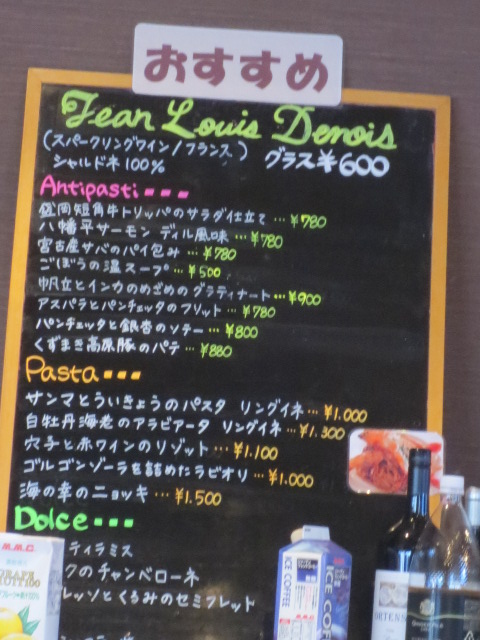 おすすめ
Jean Louis Denois
(スパークリングワイン/フランス) グラス¥600
シャルドネ 100%
Antipasti---
盛岡短角牛トリッパのサラダ仕立て…¥780
八幡平サーモン ディル風味…¥780
宮古産サバのパイ包み…¥780
ごぼうの温スープ…¥500
帆立とインカのめざめのグラティナート…¥900
アスパラとパンチェッタのフリット…¥780
パンチェッタと銀杏のソテー…¥800
くずまき高原豚のパテ…¥880
Pasta---
サンマとういきょうのパスタ リングイネ…¥1.000
白牡丹海老のアラビアータ リングイネ…¥1.300
穴子と赤ワインのリゾット…¥1.100
ゴルゴンゾーラを詰めたラビオリ…¥1.000
海の幸のニョッキ…¥1.500
Dolce---
ティラミス
クのチャンベローネ
レッソとくるみのセミフレッド
M.M.C.
ICE COFFEE
ICE COF